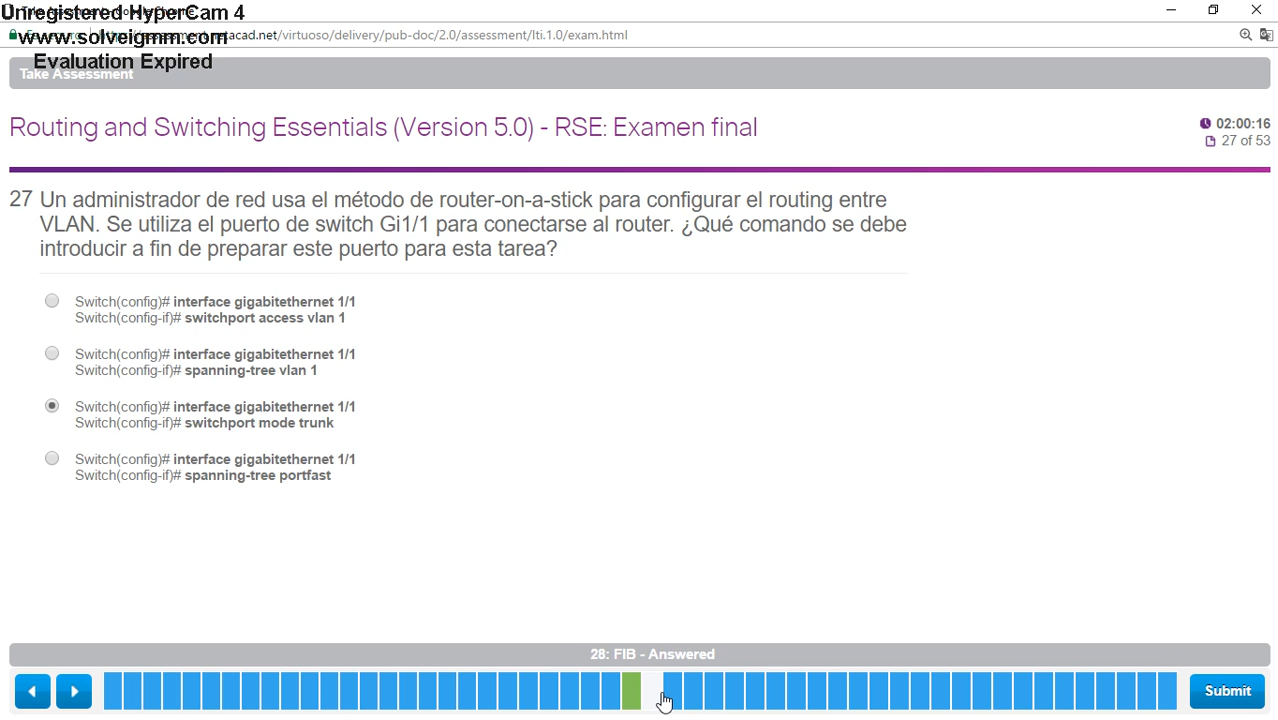 Unregistered HyperCam 4
www.solveigmm.com
Evaluation Expired
acad.net/virtuoso/delivery/pub-doc/2.0/assessment/lti.1.0/exam.html
Take Assessment
Routing and Switching Essentials (Version 5.0) - RSE: Examen final
02:00:16
27 of 53
27 Un administrador de red usa el método de router-on-a-stick para configurar el routing entre
VLAN. Se utiliza el puerto de switch Gi1/1 para conectarse al router. ¿Qué comando se debe
introducir a fin de preparar este puerto para esta tarea?
Switch(config)# interface gigabitethernet 1/1
Switch(config-if)# switchport access vlan 1
Switch(config)# interface gigabitethernet 1/1
Switch(config-if)# spanning-tree vlan 1
Switch(config)# interface gigabitethernet 1/1
Switch(config-if)# switchport mode trunk
Switch(config)# interface gigabitethernet 1/1
Switch(config-if)# spanning-tree portfast
28: FIB - Answered
Submit